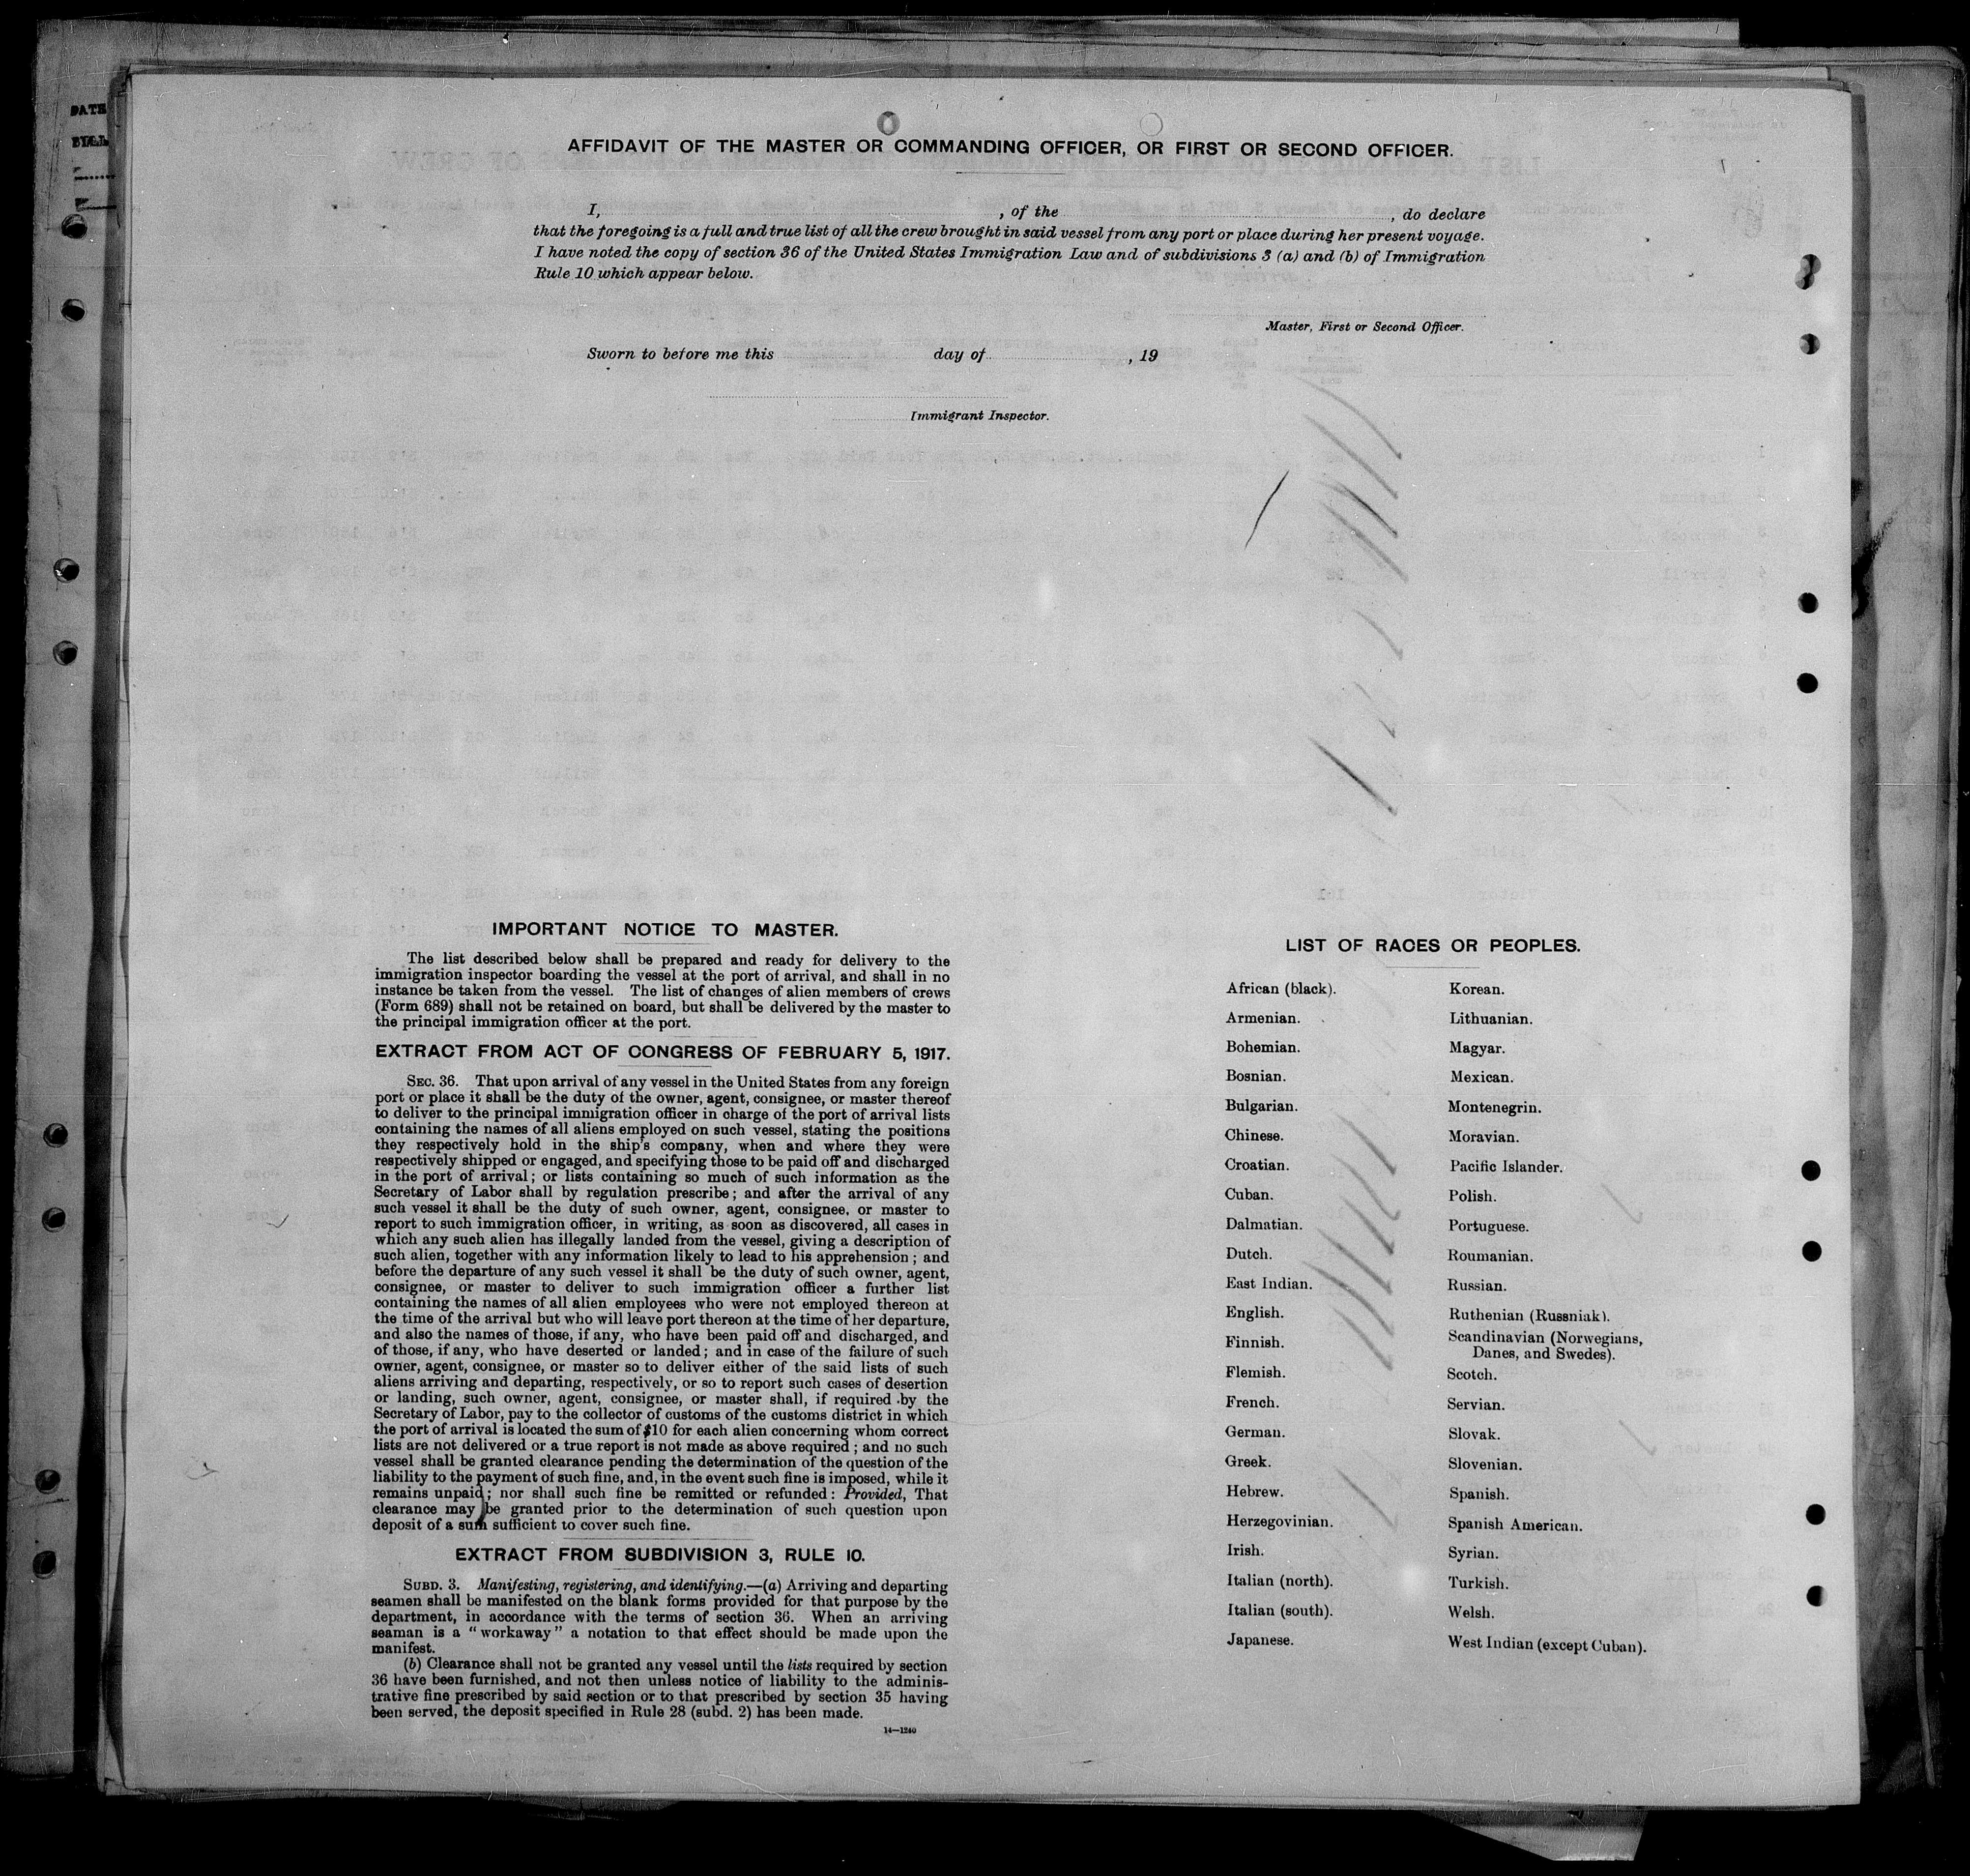 DATE
AFFIDAVIT OF THE MASTER OR COMMANDING OFFICER, OR FIRST OR SECOND OFFICER.
I, , of the , do declare
that the foregoing is a full and true list of all the crew brought in said vessel from any port or place during her present voyage.
I have noted the copy of section 36 of the United States Immigration Law and of subdivisions 3 (a) and (b) of Immigration
Rule 10 which appear below.
Master, First or Second Officer.
Sworn to before me this day of , 19
Immigrant Inspector.
IMPORTANT NOTICE TO MASTER.
The list described below shall be prepared and ready for delivery to the
immigration inspector boarding the vessel at the port of arrival, and shall in no
instance be taken from the vessel. The list of changes of alien members of crews
(Form 689) shall not be retained on board, but shall be delivered by the master to
the principal immigration officer at the port.
EXTRACT FROM ACT OF CONGRESS OF FEBRUARY 5, 1917.
SEC. 36. That upon arrival of any vessel in the United States from any foreign
port or place it shall be the duty of the owner, agent, consignee, or master thereof
to deliver to the principal immigration officer in charge of the port of arrival lists
containing the names of all aliens employed on such vessel, stating the positions
they respectively hold in the ship's company, when and where they were
respectively shipped or engaged, and specifying those to be paid off and discharged
in the port of arrival; or lists containing so much of such information as the
Secretary of Labor shall by regulation prescribe; and after the arrival of any
such vessel it shall be the duty of such owner, agent, consignee, or master to
report to such immigration officer, in writing, as soon as discovered, all cases in
which any such alien has illegally landed from the vessel, giving a description of
such alien, together with any information likely to lead to his apprehension; and
before the departure of any such vessel it shall be the duty of such owner, agent,
consignee, or master to deliver to such immigration officer a further list
containing the names of all alien employees who were not employed thereon at
the time of the arrival but who will leave port thereon at the time of her departure,
and also the names of those, if any, who have been paid off and discharged, and
of those, if any, who have deserted or landed; and in case of the failure of such
owner, agent, consignee, or master so to deliver either of the said lists of such
aliens arriving and departing, respectively, or so to report such cases of desertion
or landing, such owner, agent, consignee, or master shall, if required by the
Secretary of Labor, pay to the collector of customs of the customs district in which
the port of arrival is located the sum of $10 for each alien concerning whom correct
lists are not delivered or a true report is not made as above required; and no such
vessel shall be granted clearance pending the determination of the question of the
liability to the payment of such fine, and, in the event such fine is imposed, while it
remains unpaid; nor shall such fine be remitted or refunded: Provided, That
clearance may be granted prior to the determination of such question upon
deposit of a sum sufficient to cover such fine.
EXTRACT FROM SUBDIVISION 3, RULE 10.
SUBD. 3. Manifesting, registering, and identifying.—(a) Arriving and departing
seamen shall be manifested on the blank forms provided for that purpose by the
department, in accordance with the terms of section 36. When an arriving
seaman is a "workaway" a notation to that effect should be made upon the
manifest.
(b) Clearance shall not be granted any vessel until the lists required by section
36 have been furnished, and not then unless notice of liability to the adminis-
trative fine prescribed by said section or to that prescribed by section 35 having
been served, the deposit specified in Rule 28 (subd. 2) has been made.
14—1240
LIST OF RACES OR PEOPLES.
African (black).
Armenian.
Bohemian.
Bosnian.
Bulgarian.
Chinese.
Croatian.
Cuban.
Dalmatian.
Dutch.
East Indian.
English.
Finnish.
Flemish.
French.
German.
Greek.
Hebrew.
Herzegovinian.
Irish.
Italian (north).
Italian (south).
Japanese.
Korean.
Lithuanian.
Magyar.
Mexican.
Montenegrin.
Moravian.
Pacific Islander.
Polish.
Portuguese.
Roumanian.
Russian.
Ruthenian (Russniak).
Scandinavian (Norwegians,
Danes, and Swedes).
Scotch.
Servian.
Slovak.
Slovenian.
Spanish.
Spanish American.
Syrian.
Turkish.
Welsh.
West Indian (except Cuban).